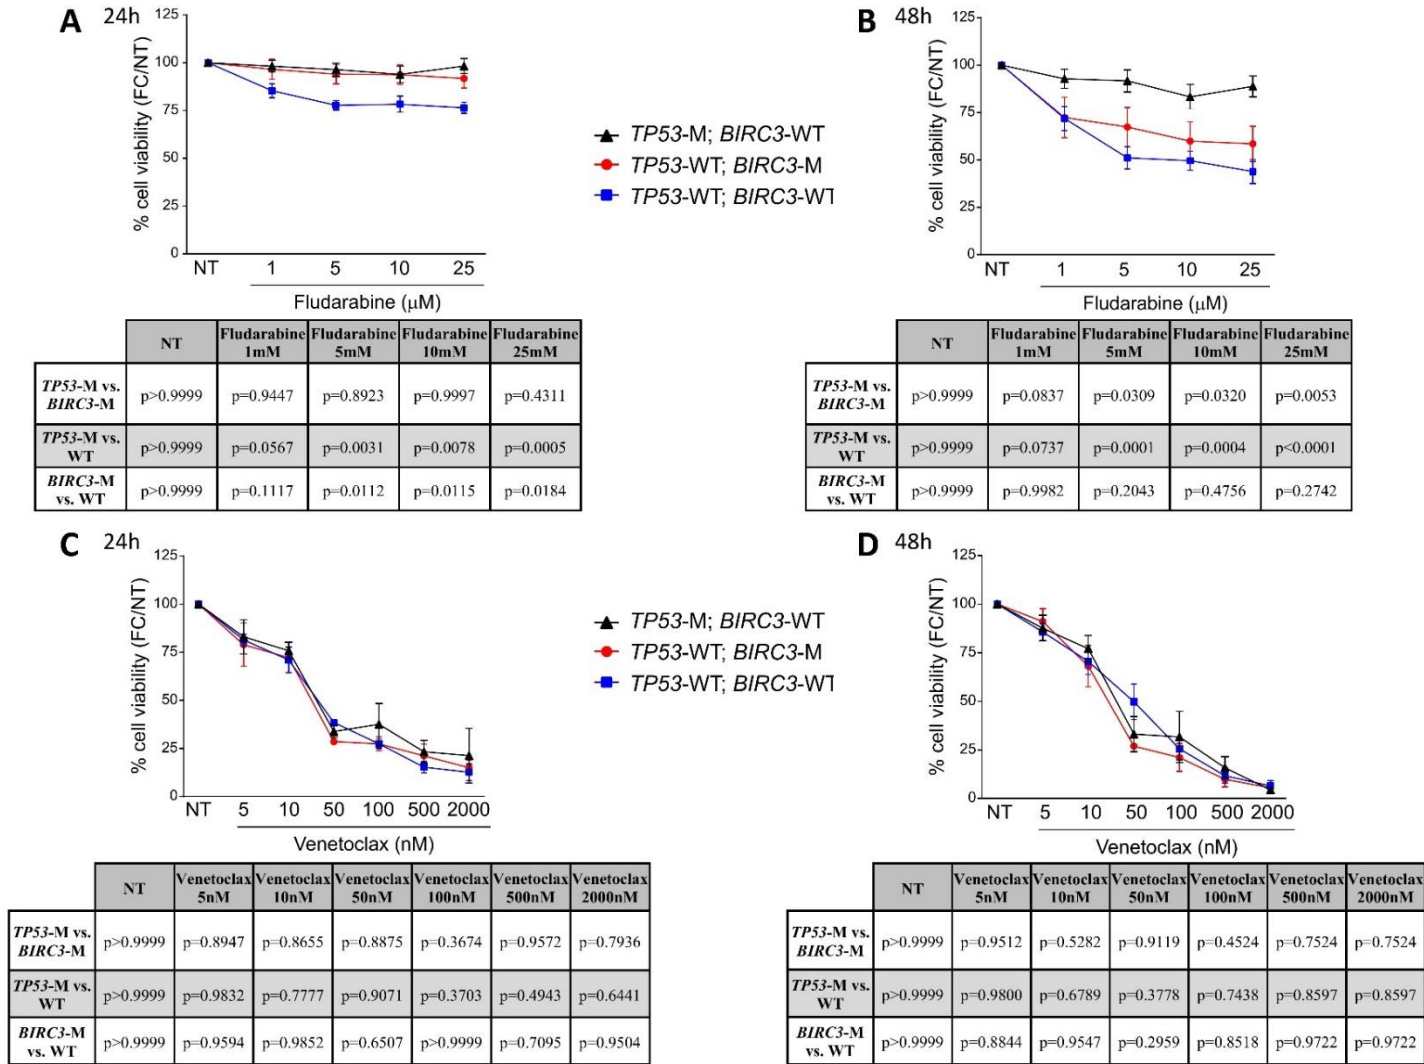 A 24h
% cell viability (FC/NT)
125
100
75
50
25
0
NT 1 5 10 25
Fludarabine (μM)
TP53-M; BIRC3-WT
TP53-WT; BIRC3-M
TP53-WT; BIRC3-WT
B 48h
% cell viability (FC/NT)
125
100
75
50
25
0
NT 1 5 10 25
Fludarabine (μM)
NT Fludarabine 1mM Fludarabine 5mM Fludarabine 10mM Fludarabine 25mM
TP53-M vs. BIRC3-M p>0.9999 p=0.9447 p=0.8923 p=0.9997 p=0.4311
TP53-M vs. WT p>0.9999 p=0.0567 p=0.0031 p=0.0078 p=0.0005
BIRC3-M vs. WT p>0.9999 p=0.1117 p=0.0112 p=0.0115 p=0.0184
NT Fludarabine 1mM Fludarabine 5mM Fludarabine 10mM Fludarabine 25mM
TP53-M vs. BIRC3-M p>0.9999 p=0.0837 p=0.0309 p=0.0320 p=0.0053
TP53-M vs. WT p>0.9999 p=0.0737 p=0.0001 p=0.0004 p<0.0001
BIRC3-M vs. WT p>0.9999 p=0.9982 p=0.2043 p=0.4756 p=0.2742
C 24h
% cell viability (FC/NT)
125
100
75
50
25
0
NT 5 10 50 100 500 2000
Venetoclax (nM)
TP53-M; BIRC3-WT
TP53-WT; BIRC3-M
TP53-WT; BIRC3-WT
D 48h
% cell viability (FC/NT)
125
100
75
50
25
0
NT 5 10 50 100 500 2000
Venetoclax (nM)
NT Venetoclax 5nM Venetoclax 10nM Venetoclax 50nM Venetoclax 100nM Venetoclax 500nM Venetoclax 2000nM
TP53-M vs. BIRC3-M p>0.9999 p=0.8947 p=0.8655 p=0.8875 p=0.3674 p=0.9572 p=0.7936
TP53-M vs. WT p>0.9999 p=0.9832 p=0.7777 p=0.9071 p=0.3703 p=0.4943 p=0.6441
BIRC3-M vs. WT p>0.9999 p=0.9594 p=0.9852 p=0.6507 p>0.9999 p=0.7095 p=0.9504
NT Venetoclax 5nM Venetoclax 10nM Venetoclax 50nM Venetoclax 100nM Venetoclax 500nM Venetoclax 2000nM
TP53-M vs. BIRC3-M p>0.9999 p=0.9512 p=0.5282 p=0.9119 p=0.4524 p=0.7524 p=0.7524
TP53-M vs. WT p>0.9999 p=0.9800 p=0.6789 p=0.3778 p=0.7438 p=0.8597 p=0.8597
BIRC3-M vs. WT p>0.9999 p=0.8844 p=0.9547 p=0.2959 p=0.8518 p=0.9722 p=0.9722